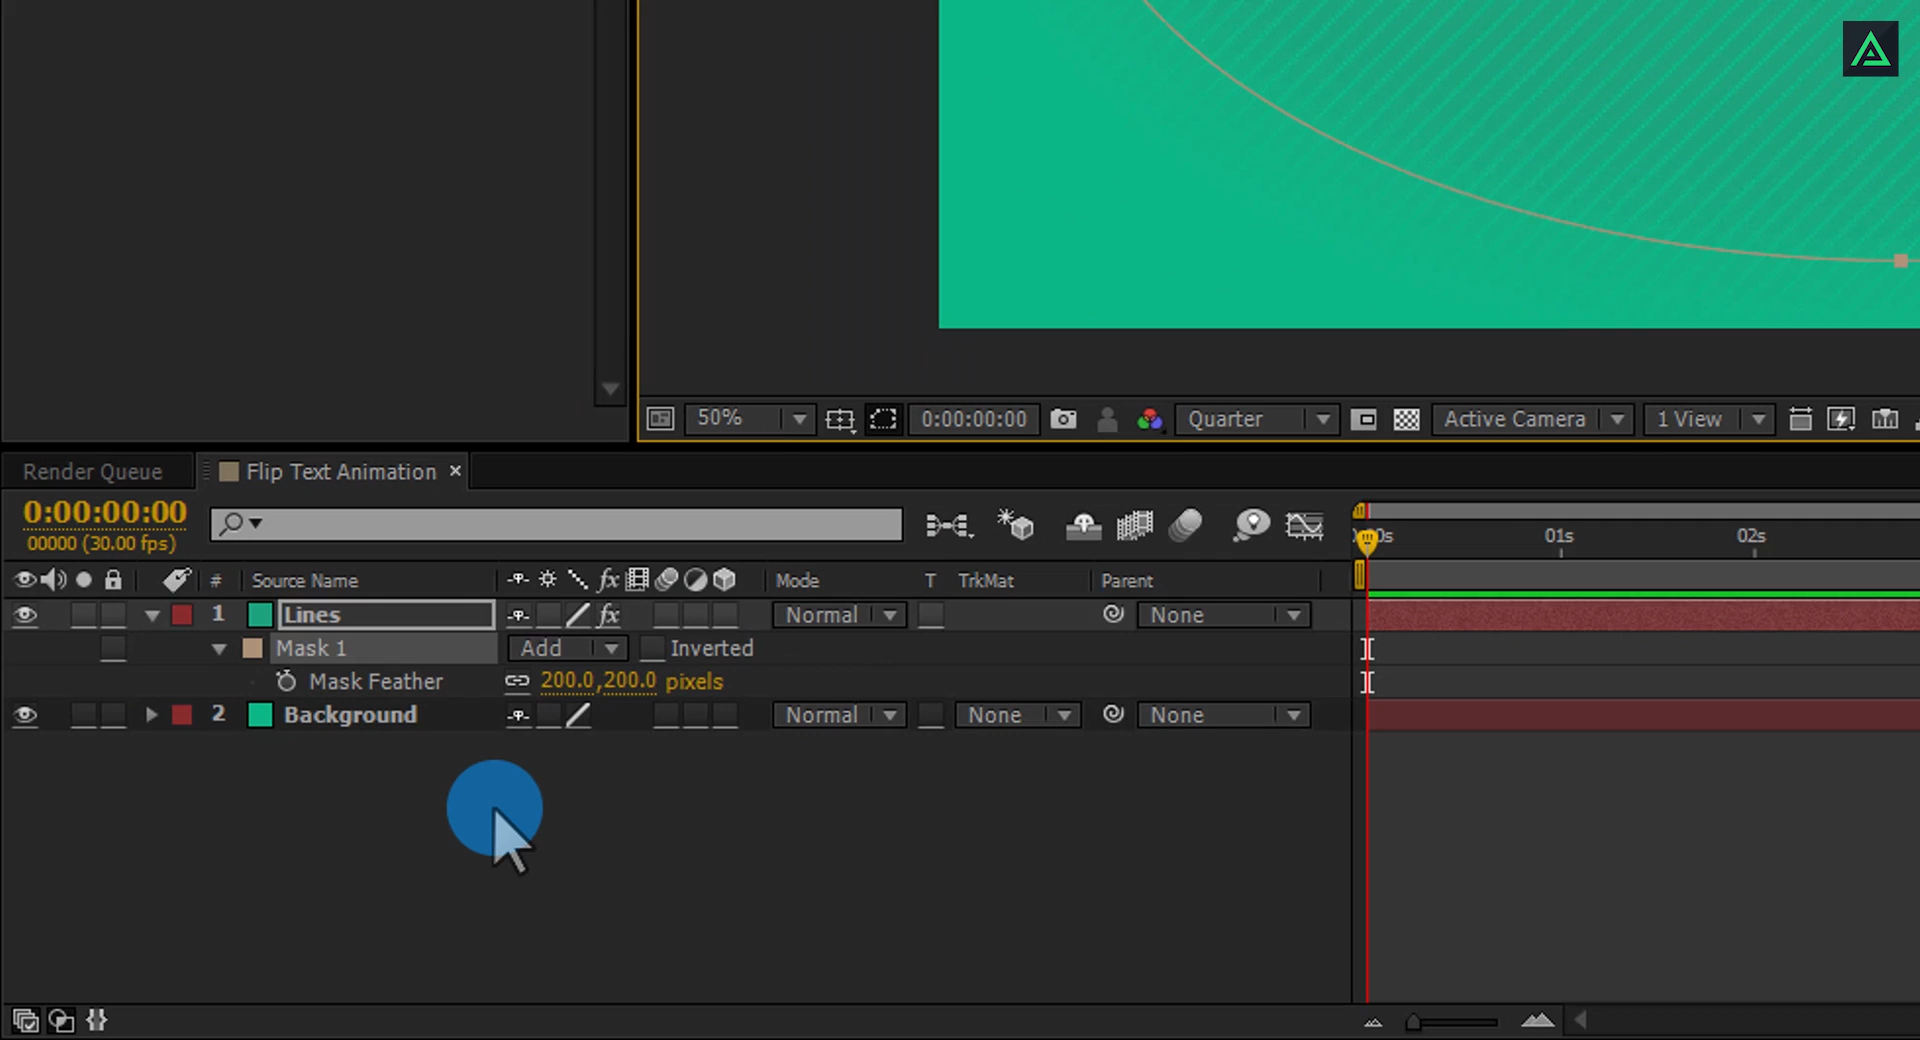 50%
0:00:00:00
Quarter
Active Camera
1 View
Render Queue
Flip Text Animation
0:00:00:00
00000 (30.00 fps)
01s
02s
#
Source Name
fx
Mode
T
TrkMat
Parent
1
Lines
fx
Normal
None
Mask 1
Add
Inverted
Mask Feather
200.0,200.0 pixels
2
Background
Normal
None
None